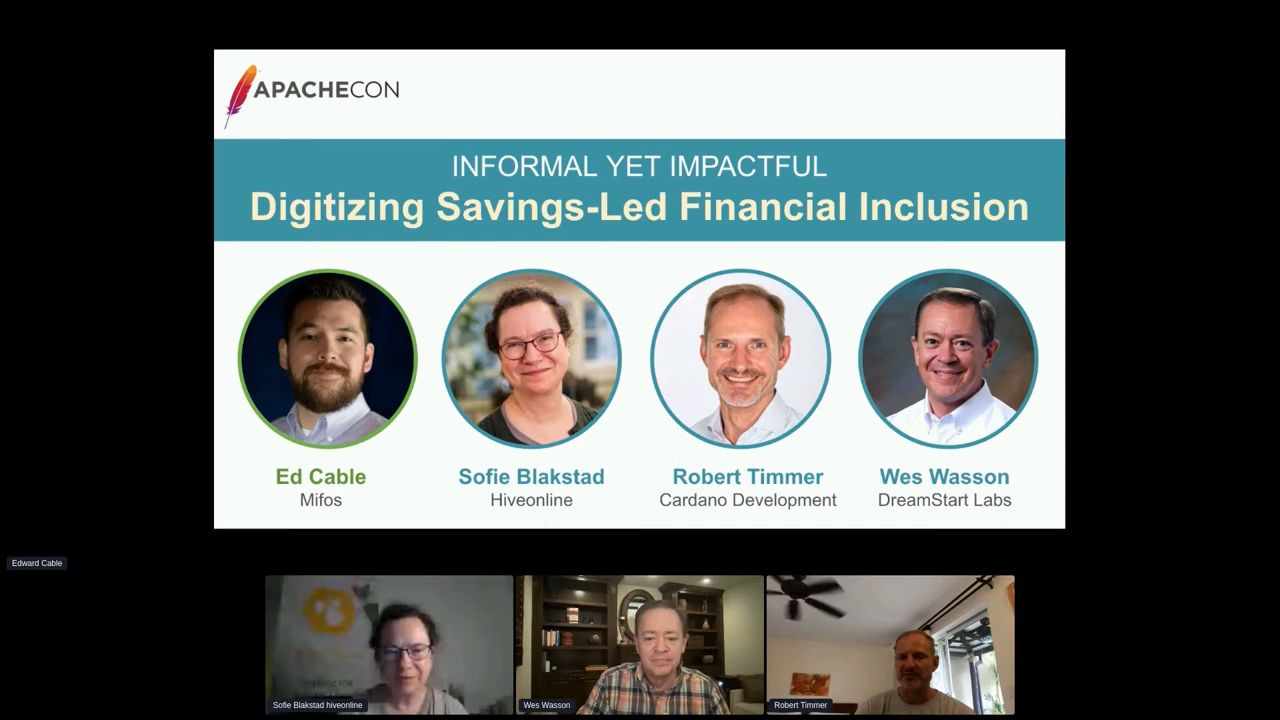 APACHECON
INFORMAL YET IMPACTFUL
Digitizing Savings-Led Financial Inclusion
Ed Cable
Mifos
Sofie Blakstad
Hiveonline
Robert Timmer
Cardano Development
Wes Wasson
DreamStart Labs
Edward Cable
Sofie Blakstad hiveonline
Wes Wasson
Robert Timmer